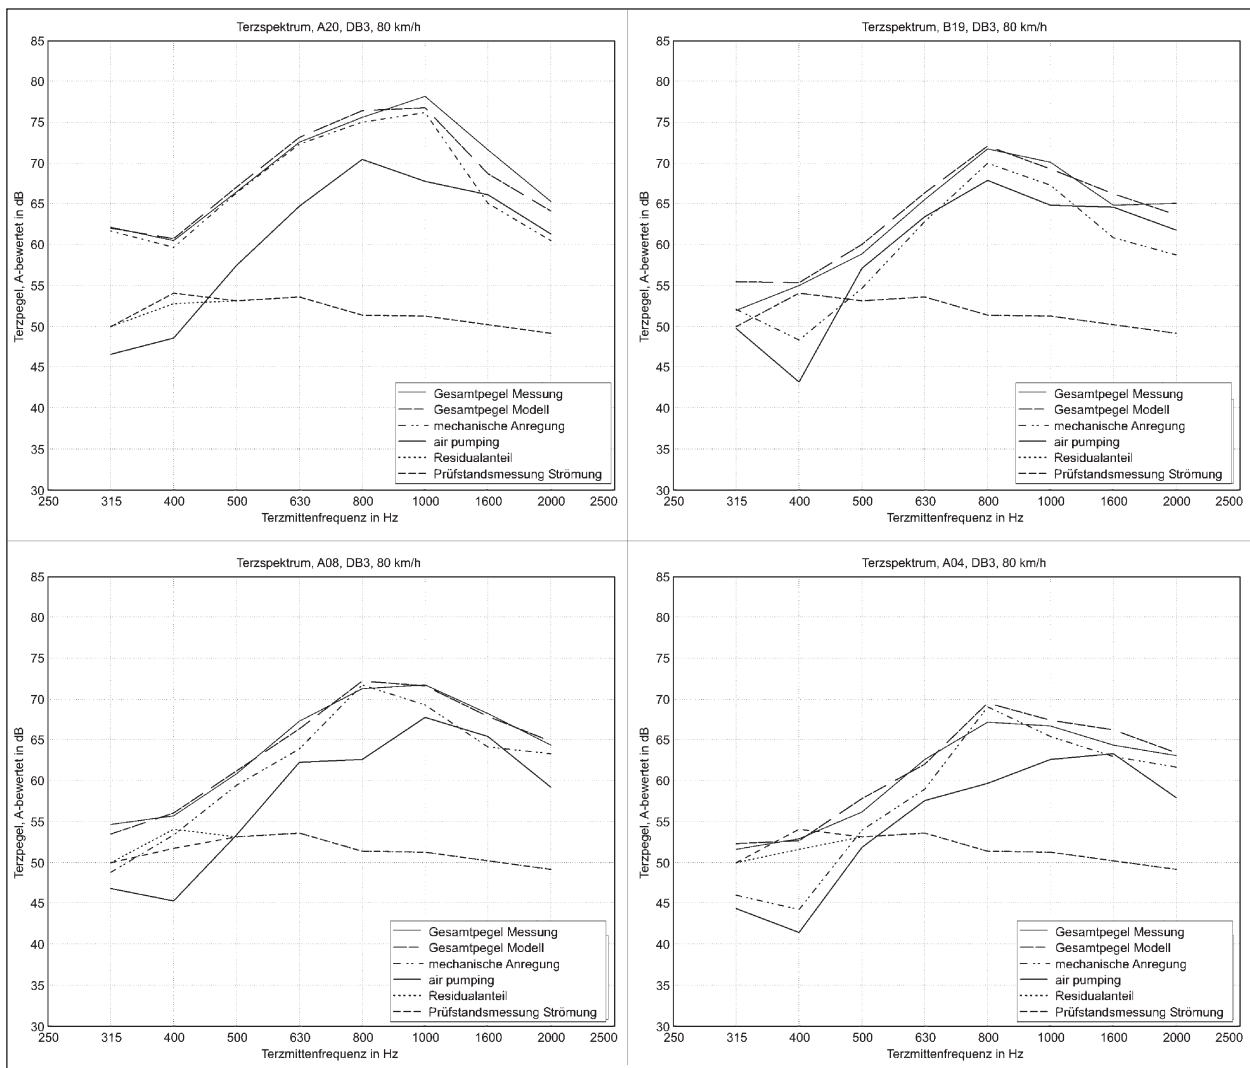 Terzspektrum, A20, DB3, 80 km/h
Terzpegel, A-bewertet in dB
85
80
75
70
65
60
55
50
45
40
35
30
Gesamtpegel Messung
Gesamtpegel Modell
mechanische Anregung
air pumping
Residualanteil
Prüfstandsmessung Strömung
250 315 400 500 630 800 1000 1600 2000 2500
Terzmittenfrequenz in Hz
Terzspektrum, B19, DB3, 80 km/h
Terzpegel, A-bewertet in dB
85
80
75
70
65
60
55
50
45
40
35
30
Gesamtpegel Messung
Gesamtpegel Modell
mechanische Anregung
air pumping
Residualanteil
Prüfstandsmessung Strömung
250 315 400 500 630 800 1000 1600 2000 2500
Terzmittenfrequenz in Hz
Terzspektrum, A08, DB3, 80 km/h
Terzpegel, A-bewertet in dB
85
80
75
70
65
60
55
50
45
40
35
30
Gesamtpegel Messung
Gesamtpegel Modell
mechanische Anregung
air pumping
Residualanteil
Prüfstandsmessung Strömung
250 315 400 500 630 800 1000 1600 2000 2500
Terzmittenfrequenz in Hz
Terzspektrum, A04, DB3, 80 km/h
Terzpegel, A-bewertet in dB
85
80
75
70
65
60
55
50
45
40
35
30
Gesamtpegel Messung
Gesamtpegel Modell
mechanische Anregung
air pumping
Residualanteil
Prüfstandsmessung Strömung
250 315 400 500 630 800 1000 1600 2000 2500
Terzmittenfrequenz in Hz